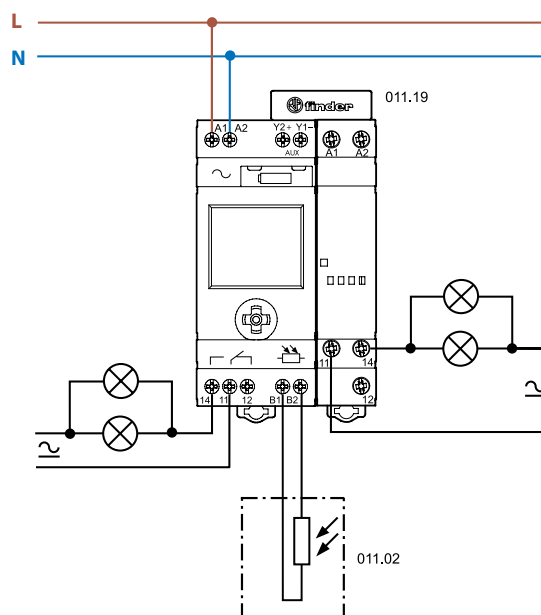 L
N
finder
011.19
A1 A2 Y2+ Y1-
AUX
A1 A2
11 14
14 11 12 B1 B2
12
011.02